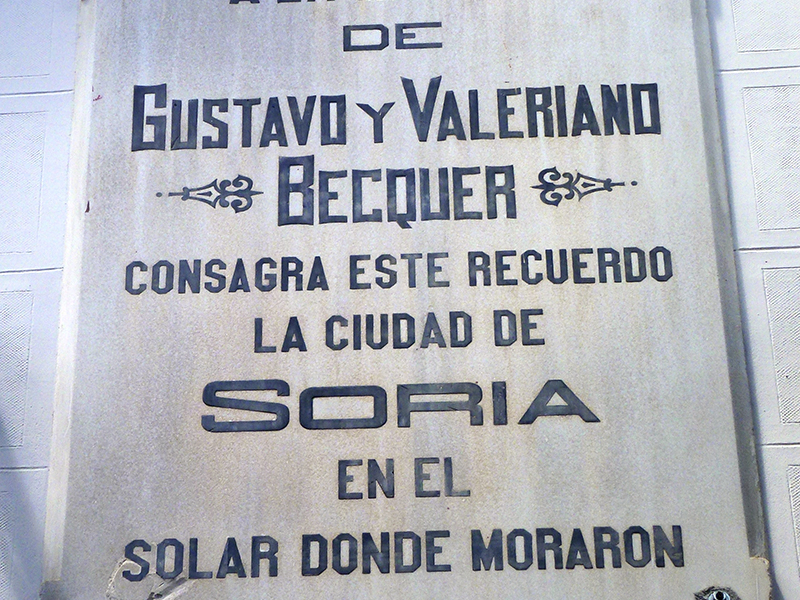 DE
GUSTAVO Y VALERIANO
BECQUER
CONSAGRA ESTE RECUERDO
LA CIUDAD DE
SORIA
EN EL
SOLAR DONDE MORARON